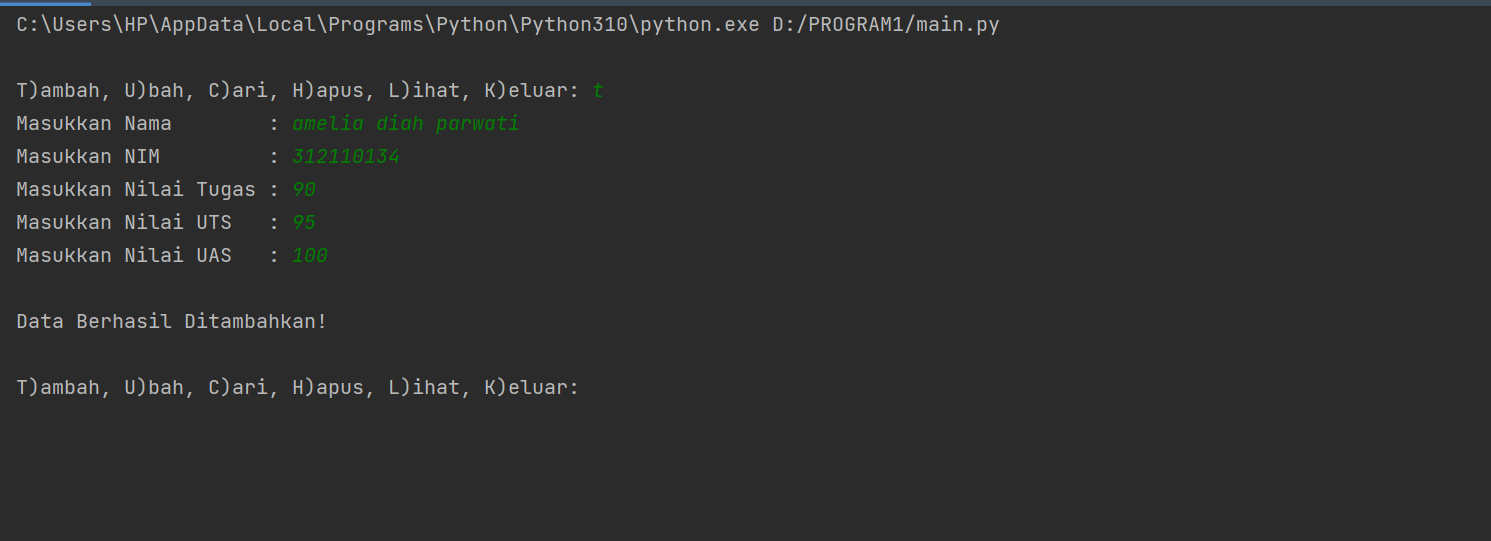 C:\Users\HP\AppData\Local\Programs\Python\Python310\python.exe D:/PROGRAM1/main.py
T)ambah, U)bah, C)ari, H)apus, L)ihat, K)eluar: t
Masukkan Nama        : amelia diah parwati
Masukkan NIM         : 312110134
Masukkan Nilai Tugas : 90
Masukkan Nilai UTS   : 95
Masukkan Nilai UAS   : 100
Data Berhasil Ditambahkan!
T)ambah, U)bah, C)ari, H)apus, L)ihat, K)eluar: